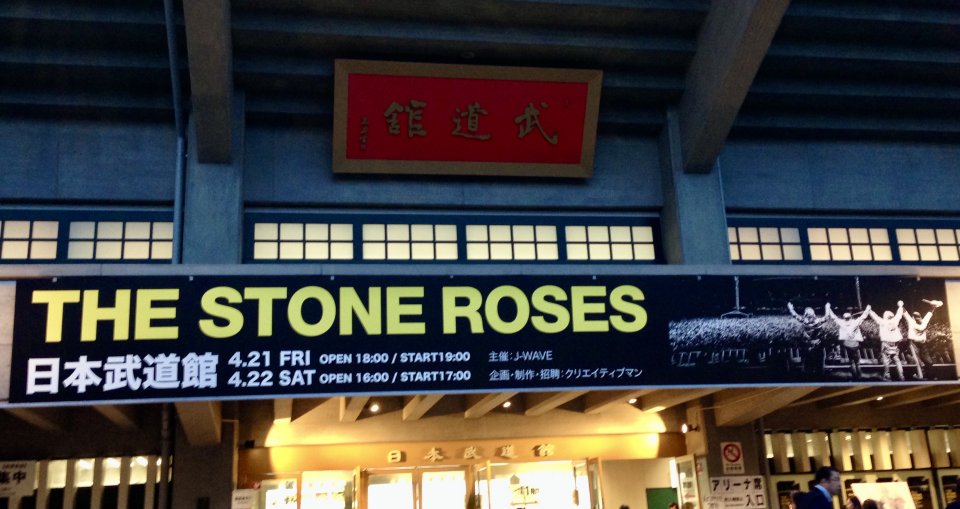 武道館
THE STONE ROSES
日本武道館
4.21 FRI OPEN 18:00 / START19:00
4.22 SAT OPEN 16:00 / START17:00
主催：J-WAVE
企画・制作・招聘：クリエイティブマン
日本武道館
集中
アリーナ席
入口